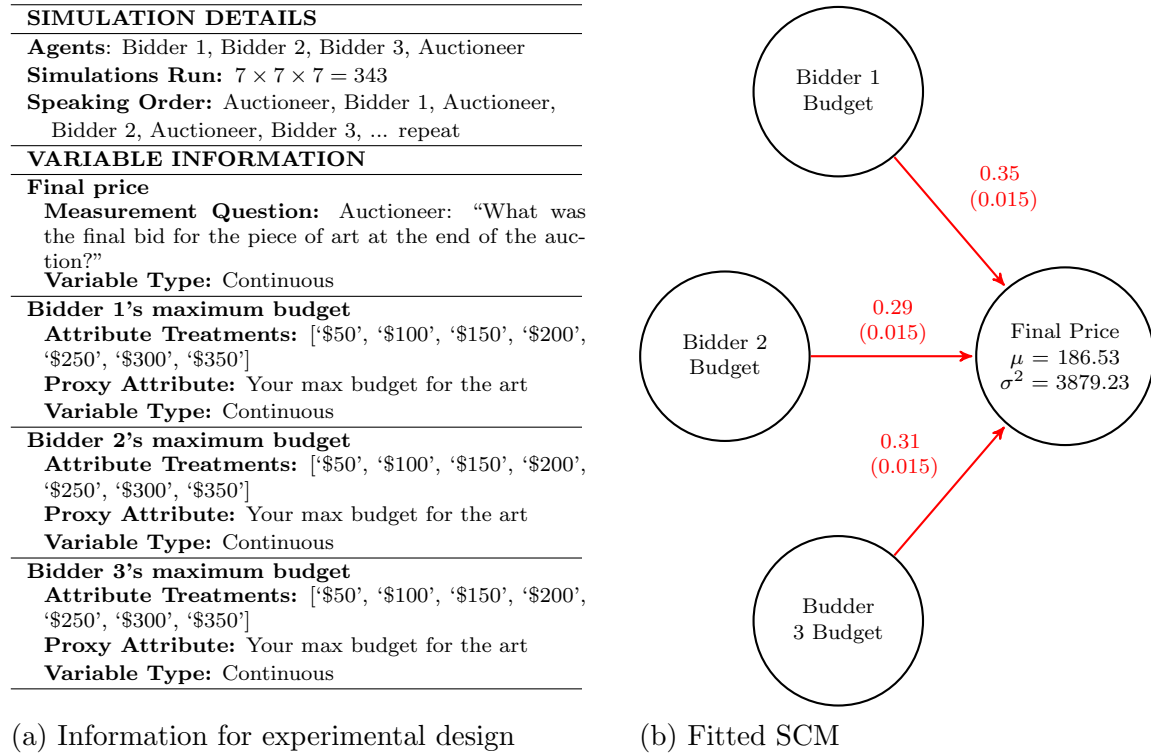 SIMULATION DETAILS
Agents: Bidder 1, Bidder 2, Bidder 3, Auctioneer
Simulations Run: 7 × 7 × 7 = 343
Speaking Order: Auctioneer, Bidder 1, Auctioneer,
Bidder 2, Auctioneer, Bidder 3, ... repeat
VARIABLE INFORMATION
Final price
Measurement Question: Auctioneer: “What was
the final bid for the piece of art at the end of the auc-
tion?”
Variable Type: Continuous
Bidder 1's maximum budget
Attribute Treatments: [‘$50’, ‘$100’, ‘$150’, ‘$200’,
‘$250’, ‘$300’, ‘$350’]
Proxy Attribute: Your max budget for the art
Variable Type: Continuous
Bidder 2's maximum budget
Attribute Treatments: [‘$50’, ‘$100’, ‘$150’, ‘$200’,
‘$250’, ‘$300’, ‘$350’]
Proxy Attribute: Your max budget for the art
Variable Type: Continuous
Bidder 3's maximum budget
Attribute Treatments: [‘$50’, ‘$100’, ‘$150’, ‘$200’,
‘$250’, ‘$300’, ‘$350’]
Proxy Attribute: Your max budget for the art
Variable Type: Continuous
(a) Information for experimental design
Bidder 1
Budget
0.35
(0.015)
Bidder 2
Budget
0.29
(0.015)
Final Price
μ = 186.53
σ² = 3879.23
0.31
(0.015)
Budder
3 Budget
(b) Fitted SCM